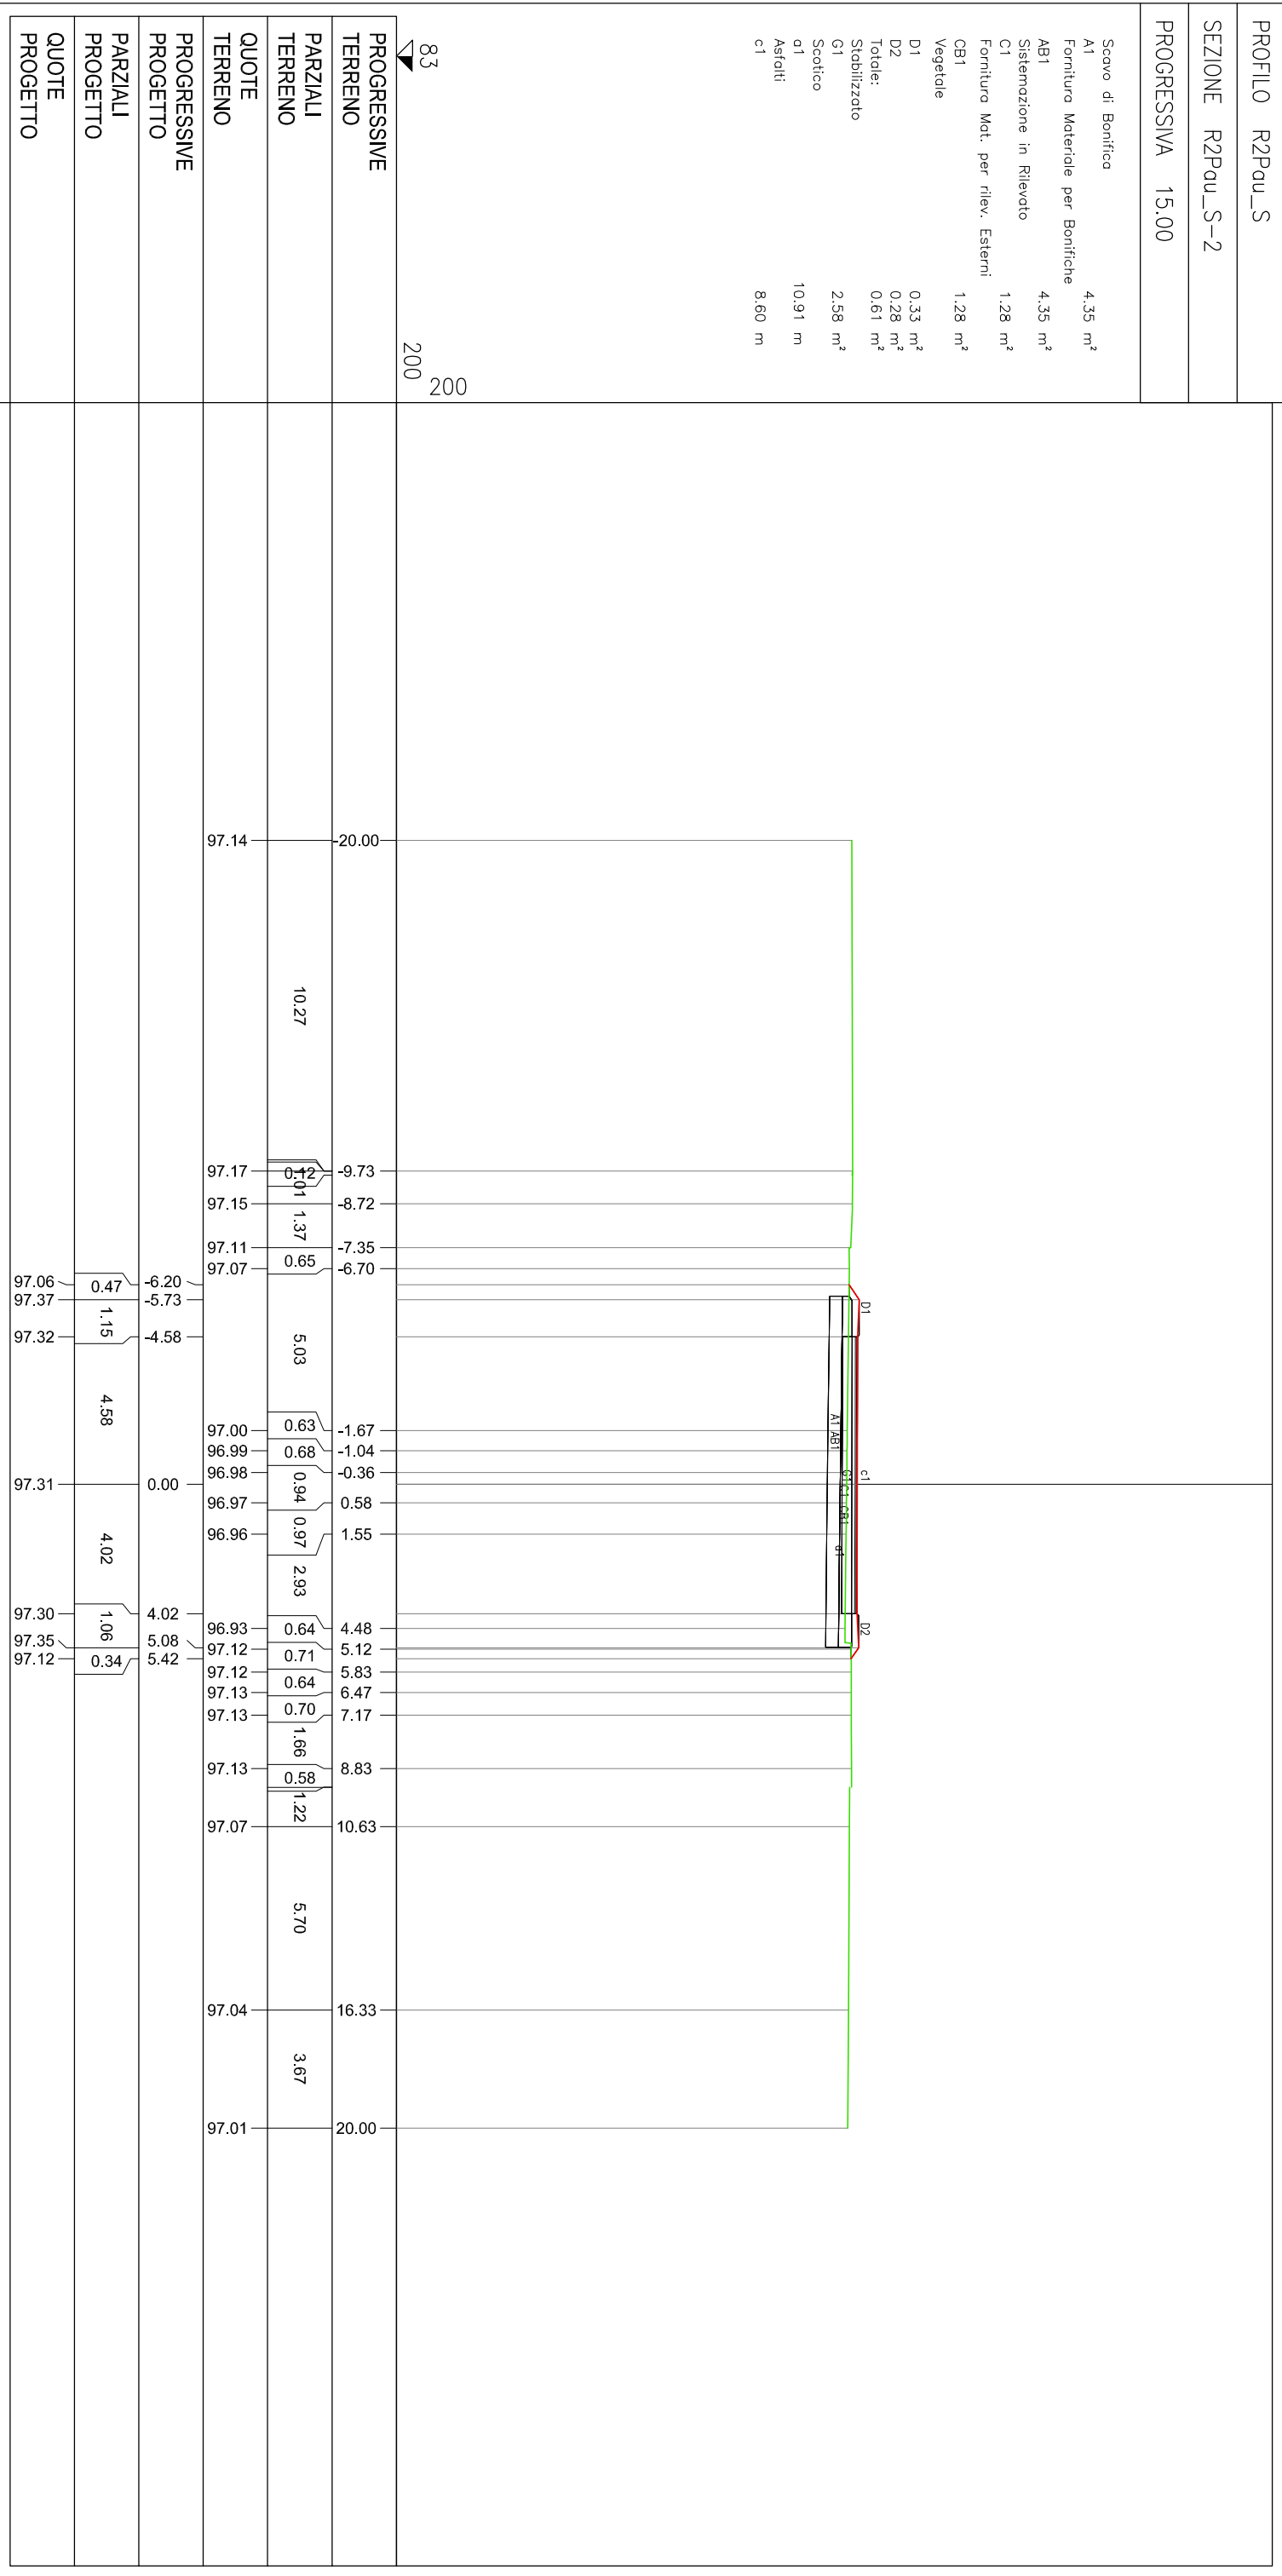 PROFILO R2Pau_S
SEZIONE R2Pau_S-2
PROGRESSIVA 15.00
Scavo di Bonifica
A1 4.35 m²
Fornitura Materiale per Bonifiche
AB1 4.35 m²
Sistemazione in Rilevato
C1 1.28 m²
Fornitura Mat. per rilev. Esterni
CB1 1.28 m²
Vegetale
D1 0.33 m²
D2 0.28 m²
Totale: 0.61 m²
Stabilizzato
G1 2.58 m²
Scotico
a1 10.91 m
Asfalti
c1 8.60 m
200
200
83
D1
c1
D2
A1 AB1
G1 C1 CB1
a1
PROGRESSIVE
TERRENO
-20.00 -9.73 -8.72 -7.35 -6.70 -1.67 -1.04 -0.36 0.58 1.55 4.48 5.12 5.83 6.47 7.17 8.83 10.63 16.33 20.00
PARZIALI
TERRENO
10.27 0.12 1.01 1.37 0.65 5.03 0.63 0.68 0.94 0.97 2.93 0.64 0.71 0.64 0.70 1.66 0.58 1.22 5.70 3.67
QUOTE
TERRENO
97.14 97.17 97.15 97.11 97.07 97.00 96.99 96.98 96.97 96.96 96.93 97.12 97.12 97.13 97.13 97.13 97.07 97.04 97.01
PROGRESSIVE
PROGETTO
-6.20 -5.73 -4.58 0.00 4.02 5.08 5.42
PARZIALI
PROGETTO
0.47 1.15 4.58 4.02 1.06 0.34
QUOTE
PROGETTO
97.06 97.37 97.32 97.31 97.30 97.35 97.12